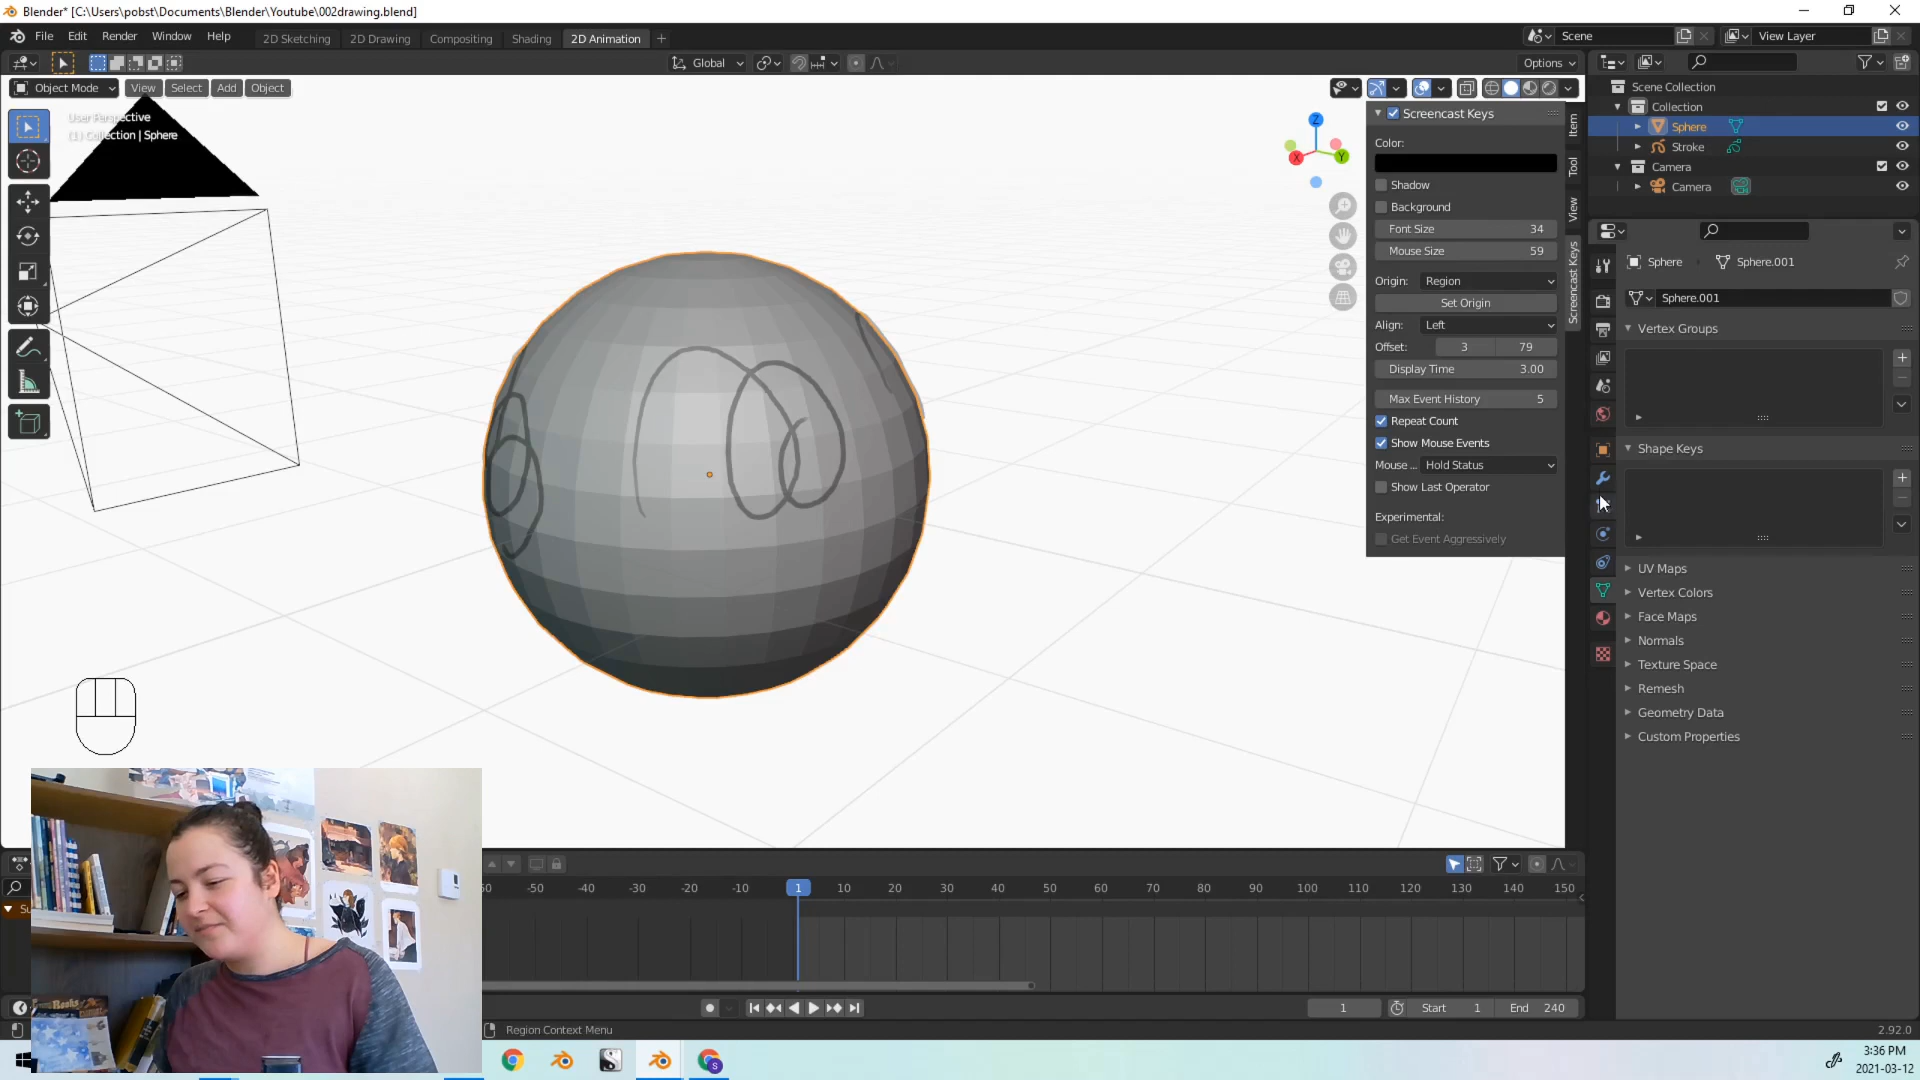 Blender* [C:\Users\pobst\Documents\Blender\Youtube\002drawing.blend]
File Edit Render Window Help 2D Sketching 2D Drawing Compositing Shading 2D Animation + Scene View Layer
Global Options
Object Mode View Select Add Object
User Perspective
(1) Collection | Sphere
Z
X
Y
Screencast Keys
Color:
Shadow
Background
Font Size 34
Mouse Size 59
Origin: Region
Set Origin
Align: Left
Offset: 3 79
Display Time 3.00
Max Event History 5
Repeat Count
Show Mouse Events
Mouse ... Hold Status
Show Last Operator
Experimental:
Get Event Aggressively
Item
Tool
View
Screencast Keys
Scene Collection
Collection
Sphere
Stroke
Camera
Camera
Sphere Sphere.001
Sphere.001
Vertex Groups
Shape Keys
UV Maps
Vertex Colors
Face Maps
Normals
Texture Space
Remesh
Geometry Data
Custom Properties
-50 -40 -30 -20 -10 1 10 20 30 40 50 60 70 80 90 100 110 120 130 140 150
1 Start 1 End 240
Region Context Menu
2.92.0
3:36 PM
2021-03-12